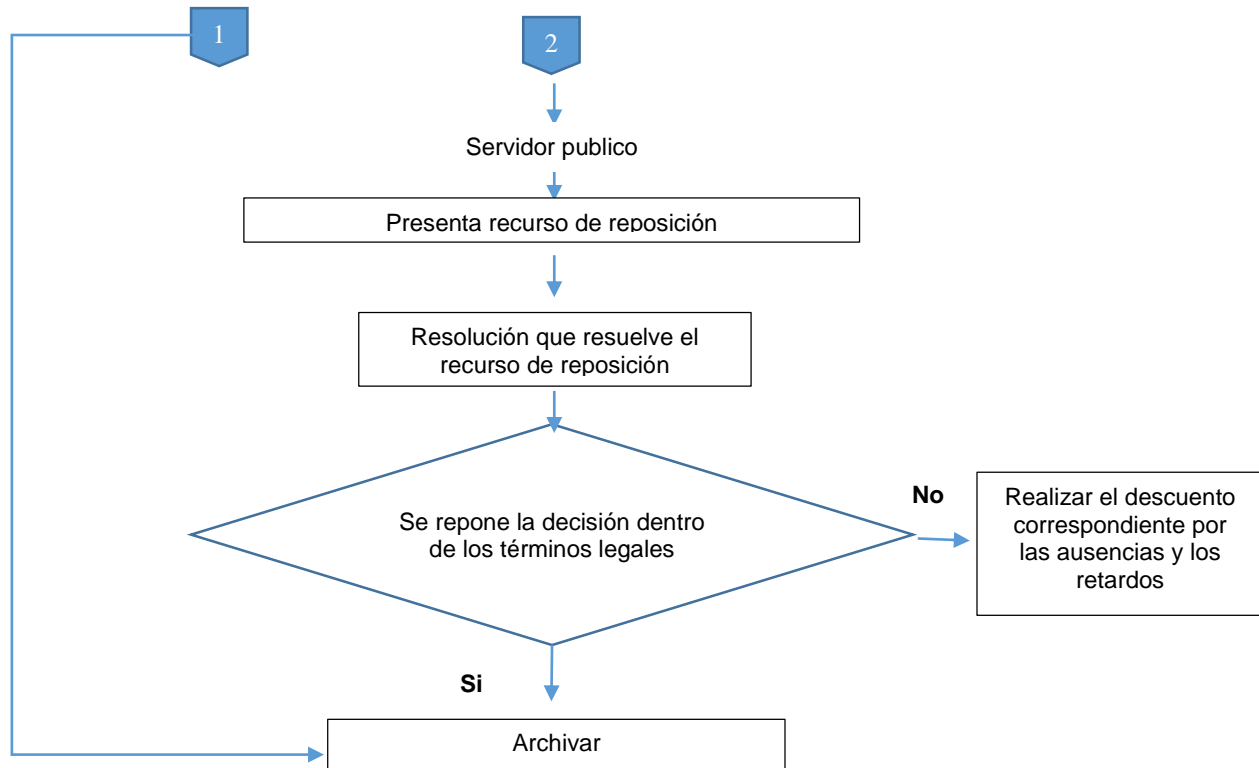 1
2
Servidor publico
Presenta recurso de reposición
Resolución que resuelve el
recurso de reposición
Se repone la decisión dentro
de los términos legales
No
Realizar el descuento
correspondiente por
las ausencias y los
retardos
Si
Archivar